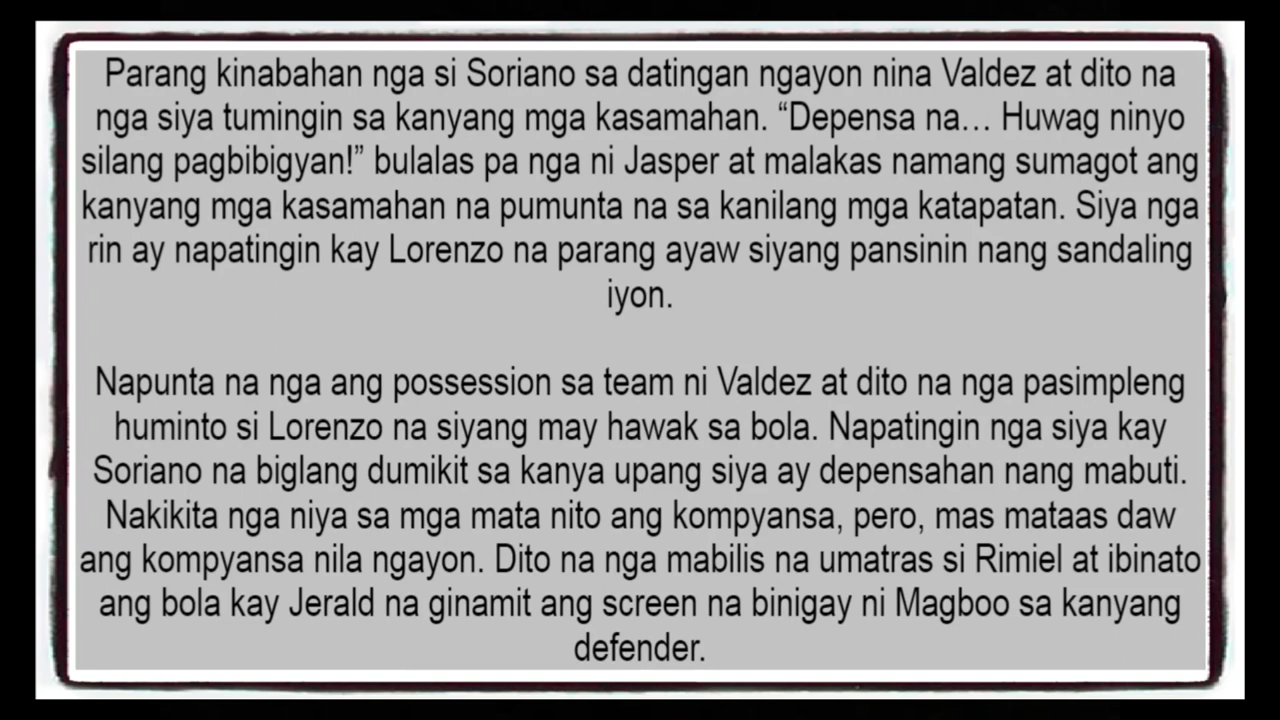 Parang kinabahan nga si Soriano sa datingan ngayon nina Valdez at dito na
nga siya tumingin sa kanyang mga kasamahan. “Depensa na… Huwag ninyo
silang pagbibigyan!” bulalas pa nga ni Jasper at malakas namang sumagot ang
kanyang mga kasamahan na pumunta na sa kanilang mga katapatan. Siya nga
rin ay napatingin kay Lorenzo na parang ayaw siyang pansinin nang sandaling
iyon.
Napunta na nga ang possession sa team ni Valdez at dito na nga pasimpleng
huminto si Lorenzo na siyang may hawak sa bola. Napatingin nga siya kay
Soriano na biglang dumikit sa kanya upang siya ay depensahan nang mabuti.
Nakikita nga niya sa mga mata nito ang kompyansa, pero, mas mataas daw
ang kompyansa nila ngayon. Dito na nga mabilis na umatras si Rimiel at ibinato
ang bola kay Jerald na ginamit ang screen na binigay ni Magboo sa kanyang
defender.